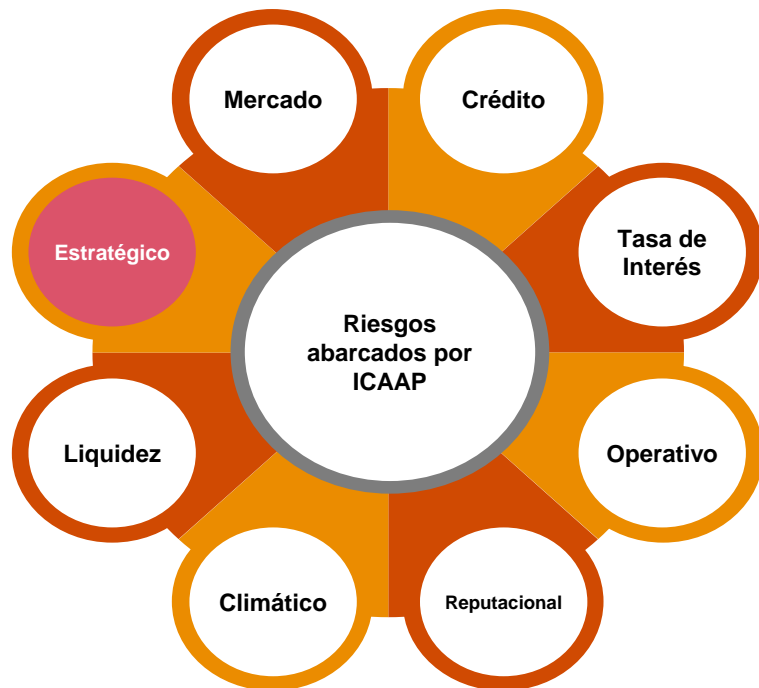 Mercado
Crédito
Estratégico
Tasa de
Interés
Riesgos
abarcados por
ICAAP
Liquidez
Operativo
Climático
Reputacional